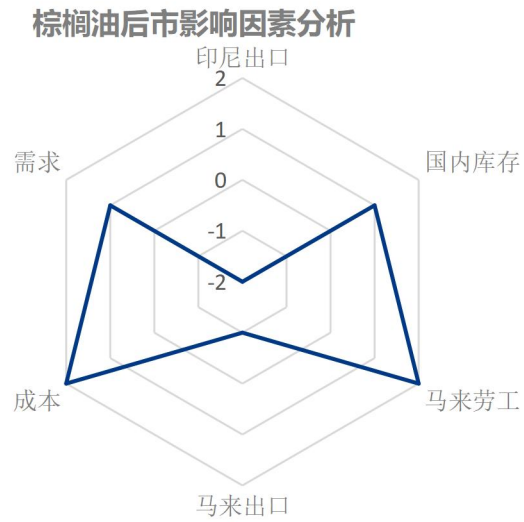 棕榈油后市影响因素分析
印尼出口
2
1
0
-1
-2
需求
国内库存
成本
马来劳工
马来出口